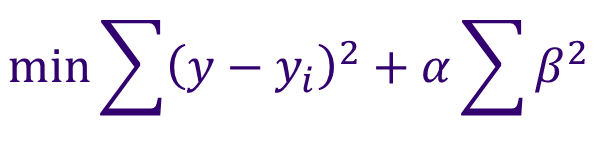 min ∑(y − yᵢ)² + α ∑ β²